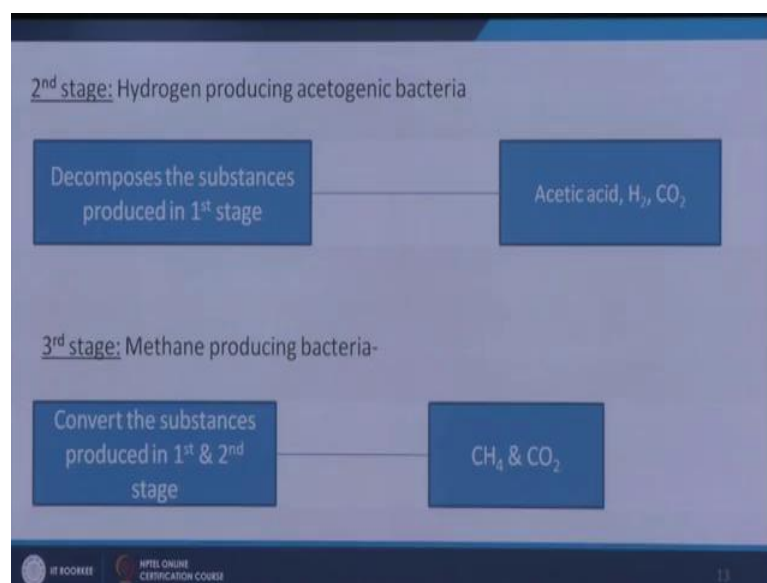 2nd stage: Hydrogen producing acetogenic bacteria
Decomposes the substances
produced in 1st stage
Acetic acid, H2, CO2
3rd stage: Methane producing bacteria-
Convert the substances
produced in 1st & 2nd
stage
CH4 & CO2
IIT ROORKEE
NPTEL ONLINE
CERTIFICATION COURSE
13